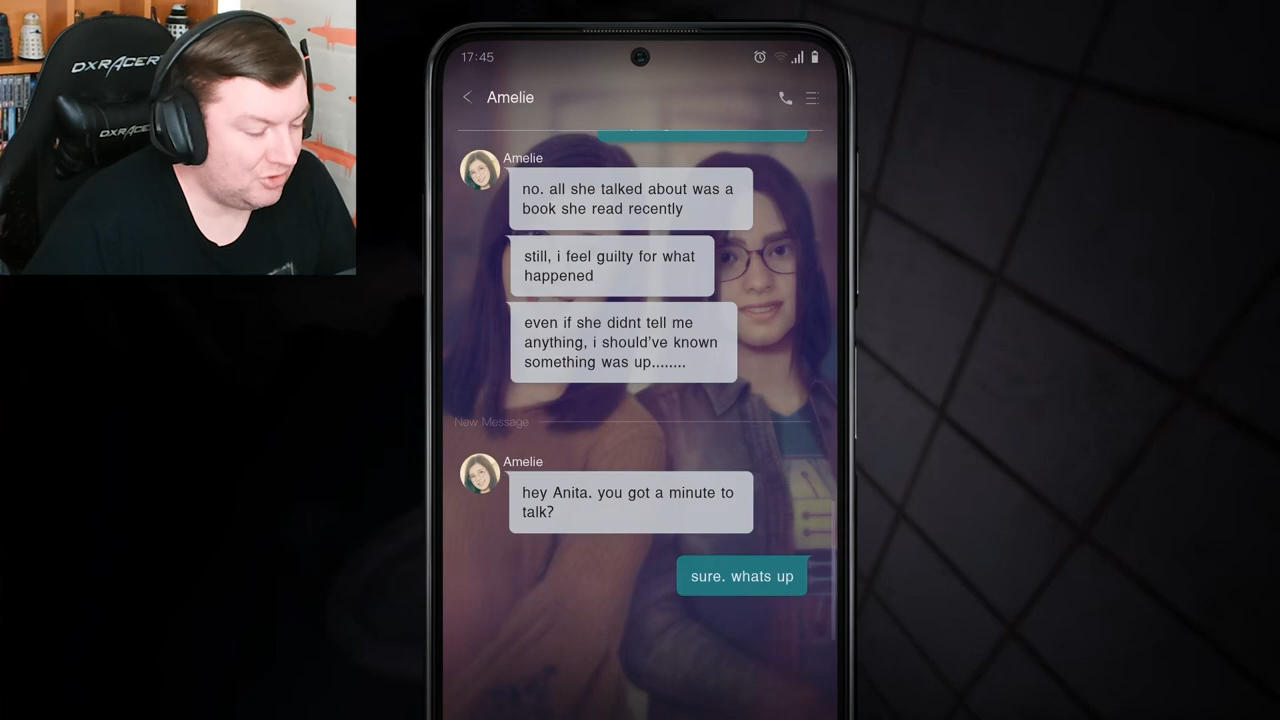 DXRACER
DXRACER
17:45
Amelie
Amelie
no. all she talked about was a
book she read recently
still, i feel guilty for what
happened
even if she didnt tell me
anything, i should've known
something was up........
New Message
Amelie
hey Anita. you got a minute to
talk?
sure. whats up